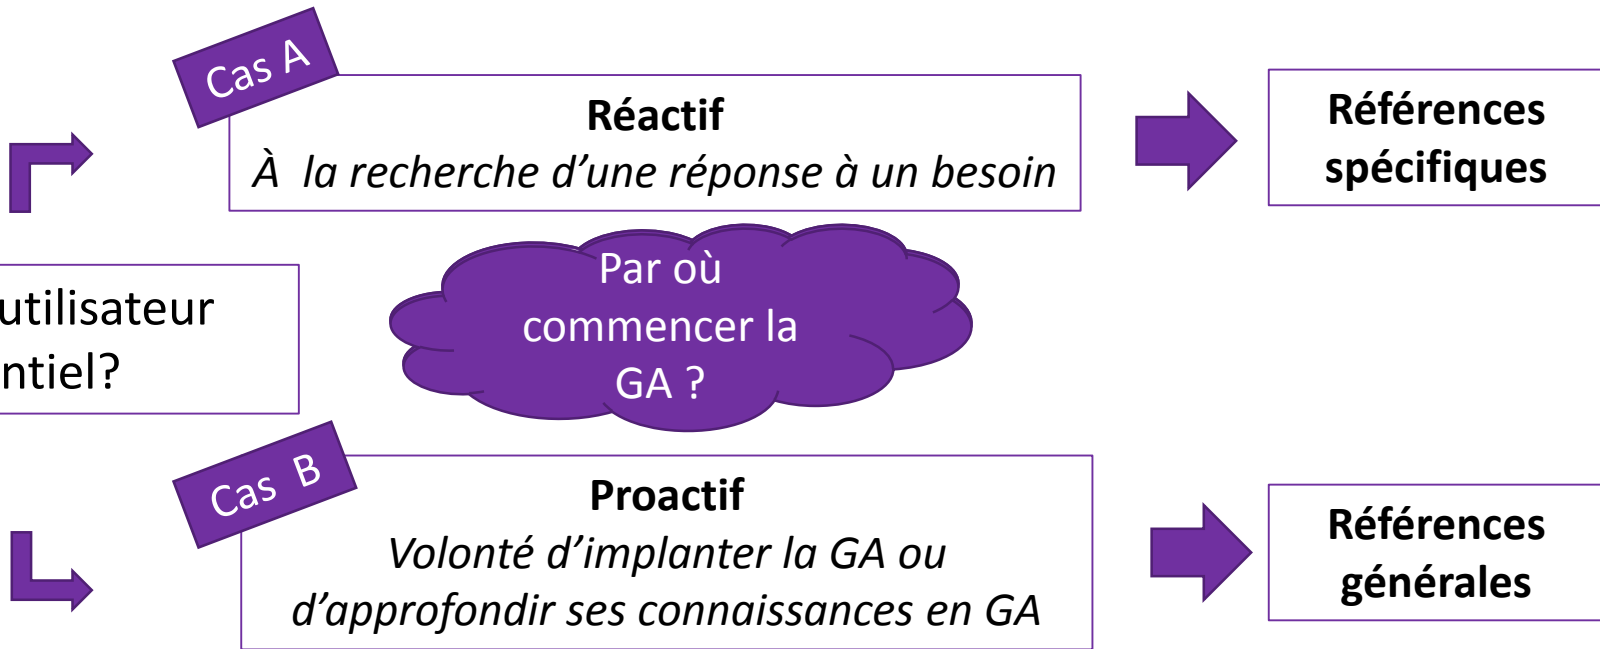 Cas A
Réactif
À la recherche d’une réponse à un besoin
Références
spécifiques
Par où
commencer la
GA ?
utilisateur
ntiel?
Cas B
Proactif
Volonté d’implanter la GA ou
d’approfondir ses connaissances en GA
Références
générales